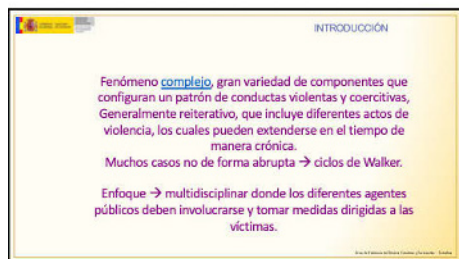 INTRODUCCIÓN
Fenómeno complejo, gran variedad de componentes que
configuran un patrón de conductas violentas y coercitivas,
Generalmente reiterativo, que incluye diferentes actos de
violencia, los cuales pueden extenderse en el tiempo de
manera crónica.
Muchos casos no de forma abrupta → ciclos de Walker.
Enfoque → multidisciplinar donde los diferentes agentes
públicos deben involucrarse y tomar medidas dirigidas a las
víctimas.